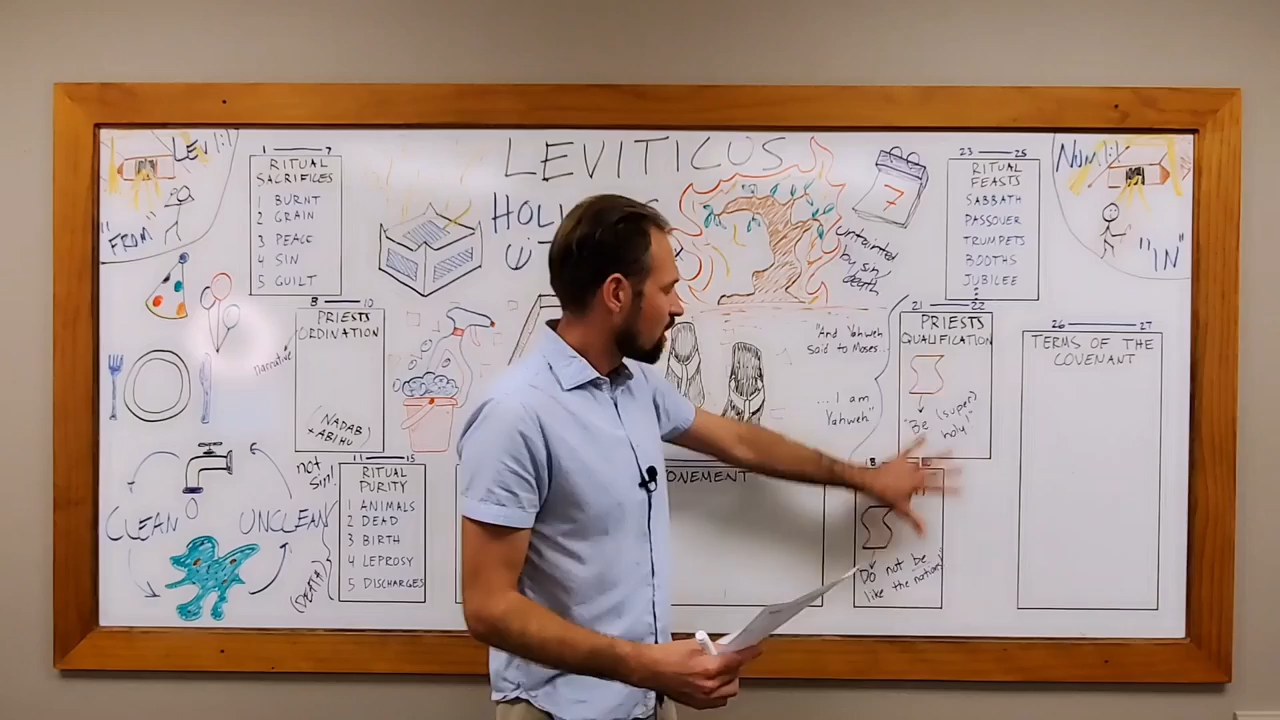 LEVITICUS
LEV 1:1
"FROM"
1 7
RITUAL
SACRIFICES
1 BURNT
2 GRAIN
3 PEACE
4 SIN
5 GUILT
8 10
PRIESTS
ORDINATION
Narrative
(NADAB
+ ABIHU)
not
sin!
11 15
RITUAL
PURITY
1 ANIMALS
2 DEAD
3 BIRTH
4 LEPROSY
5 DISCHARGES
(DEATH)
CLEAN
UNCLEAN
7
untainted
by sin/
death
"And Yahweh
said to Moses...
...I am
Yahweh"
18
Do not be
like the nations!
21 22
PRIESTS
QUALIFICATION
"Be (super)
holy!"
23 25
RITUAL
FEASTS
SABBATH
PASSOVER
TRUMPETS
BOOTHS
JUBILEE
NUM 1:1
"IN"
26 27
TERMS OF THE
COVENANT